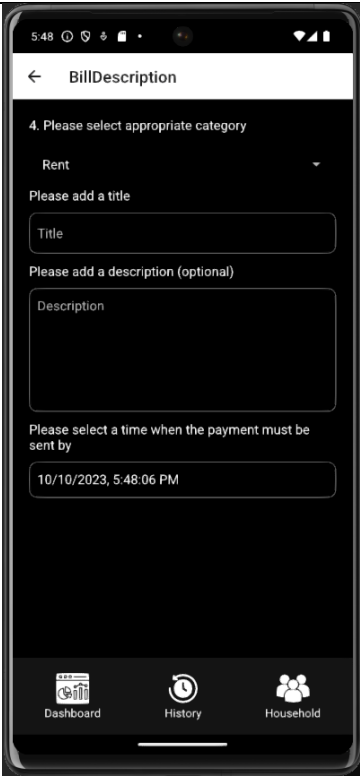 5:48
BillDescription
4. Please select appropriate category
Rent
Please add a title
Title
Please add a description (optional)
Description
Please select a time when the payment must be
sent by
10/10/2023, 5:48:06 PM
Dashboard History Household